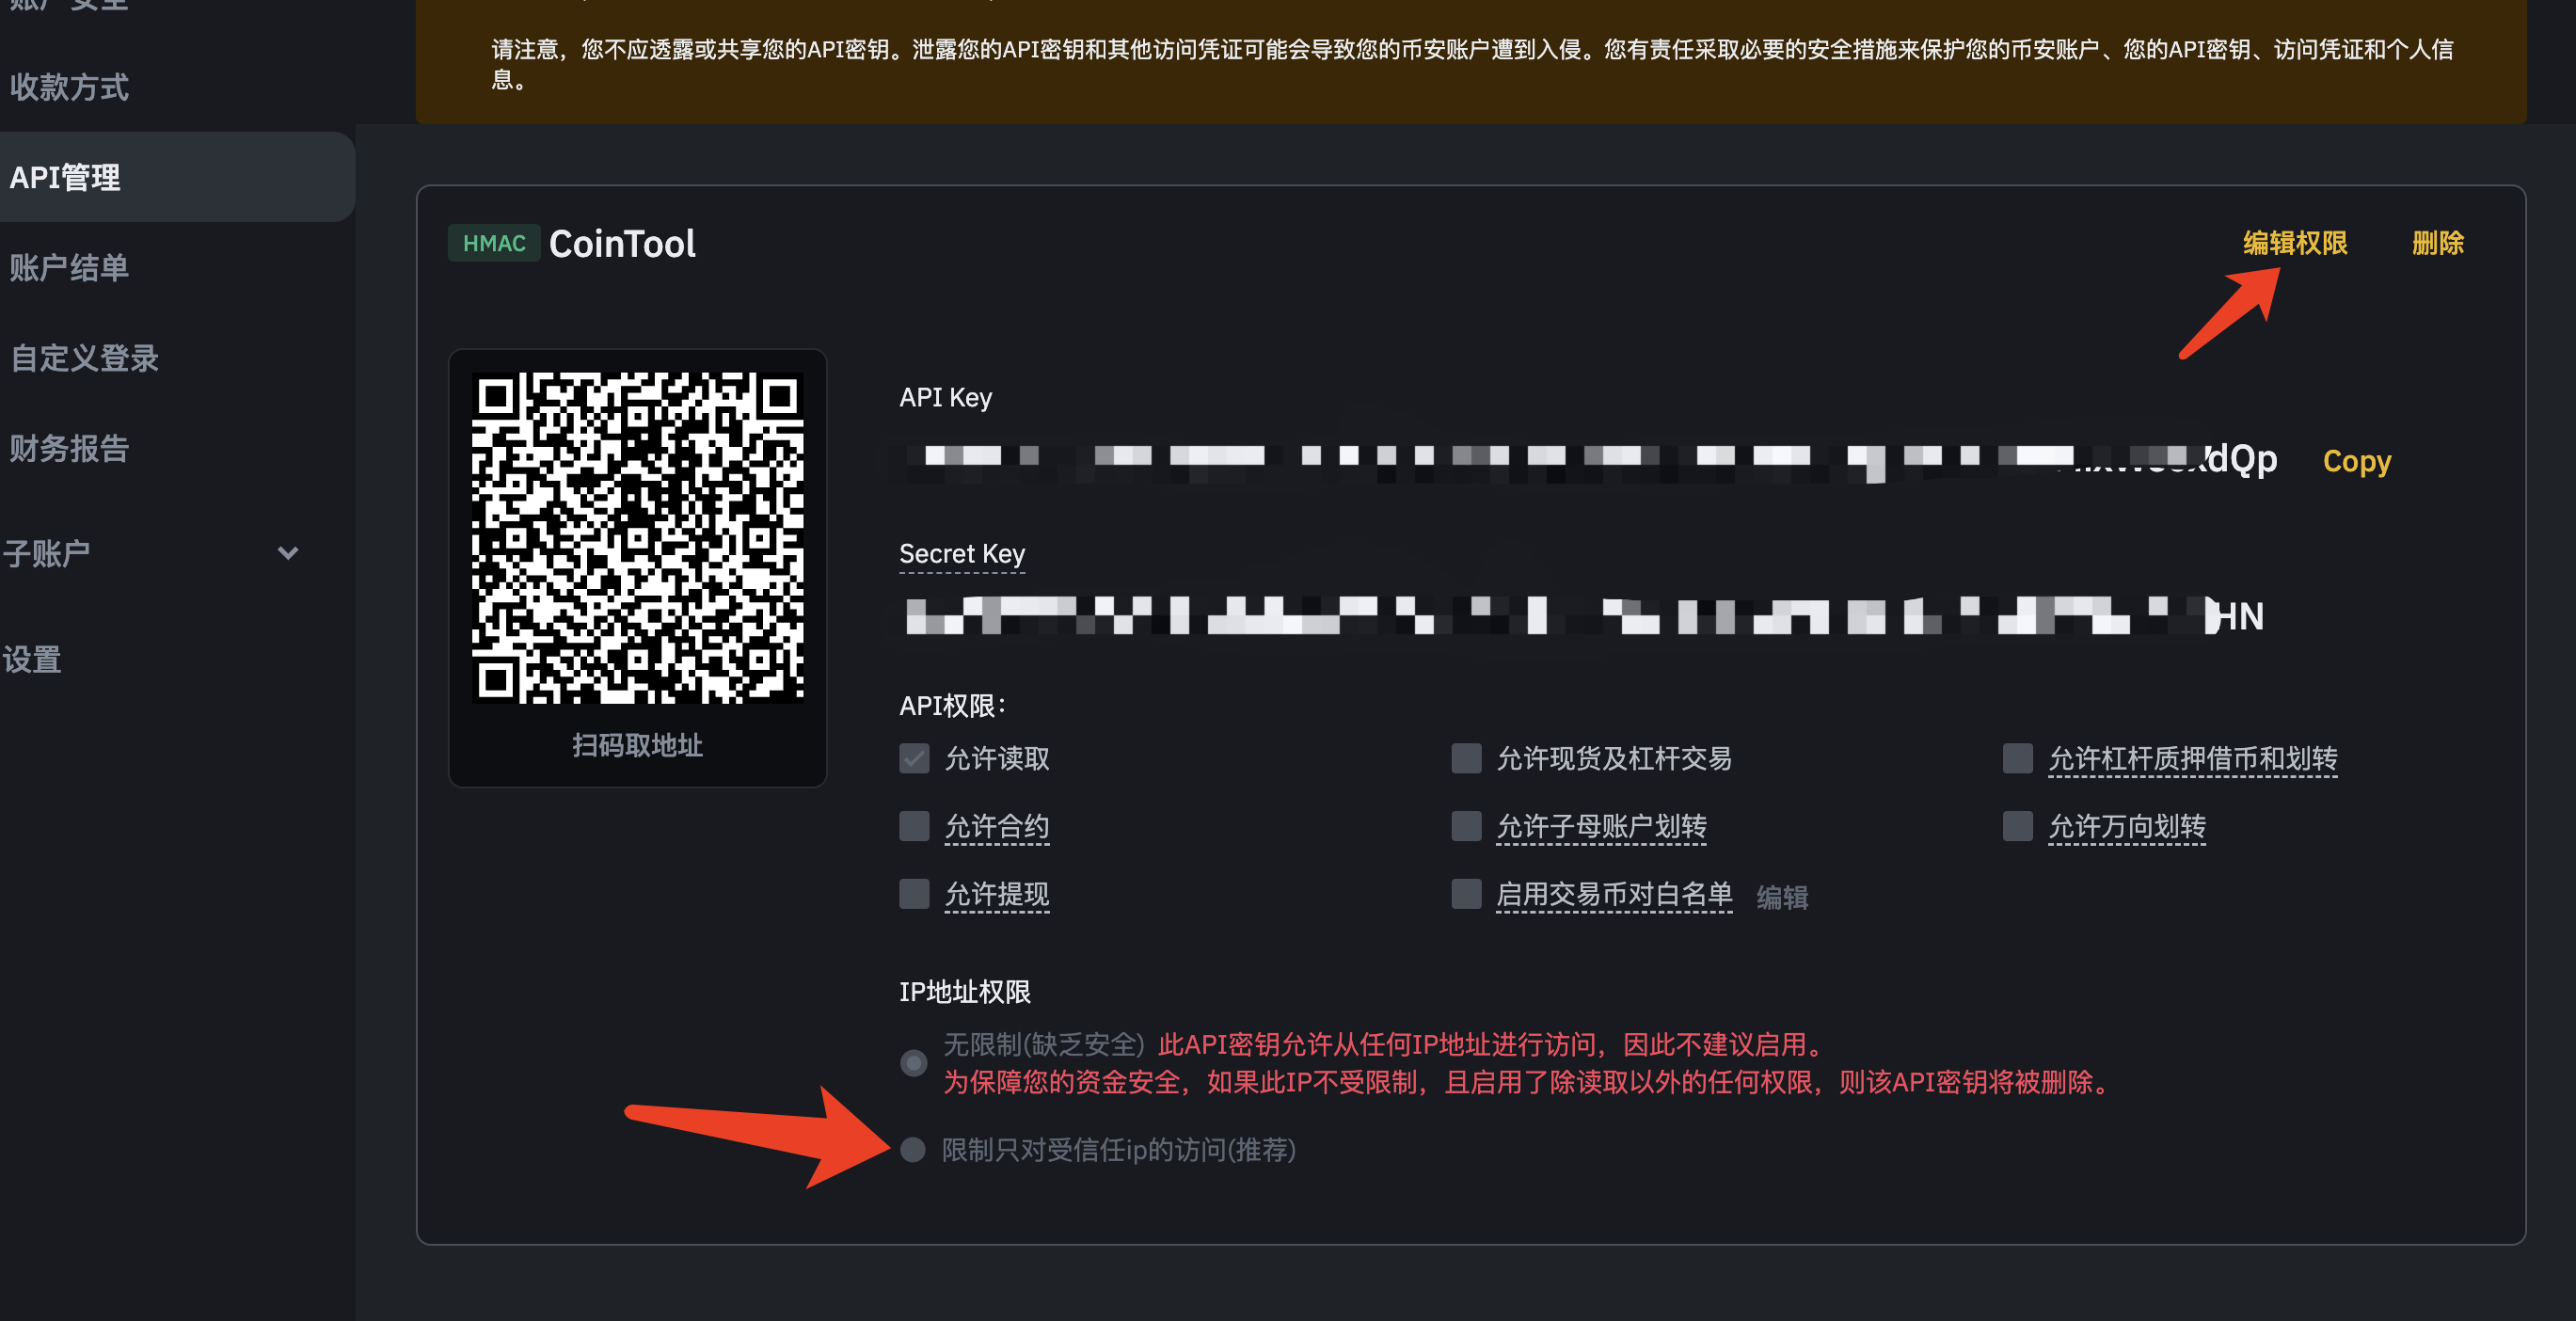 请注意，您不应透露或共享您的API密钥。泄露您的API密钥和其他访问凭证可能会导致您的币安账户遭到入侵。您有责任采取必要的安全措施来保护您的币安账户、您的API密钥、访问凭证和个人信
息。
收款方式
API管理
账户结单
自定义登录
财务报告
子账户
设置
HMAC CoinTool
编辑权限 删除
扫码取地址
API Key
dQp Copy
Secret Key
HN
API权限：
允许读取 允许现货及杠杆交易 允许杠杆质押借币和划转
允许合约 允许子母账户划转 允许万向划转
允许提现 启用交易币对白名单 编辑
IP地址权限
无限制(缺乏安全) 此API密钥允许从任何IP地址进行访问，因此不建议启用。
为保障您的资金安全，如果此IP不受限制，且启用了除读取以外的任何权限，则该API密钥将被删除。
限制只对受信任ip的访问(推荐)